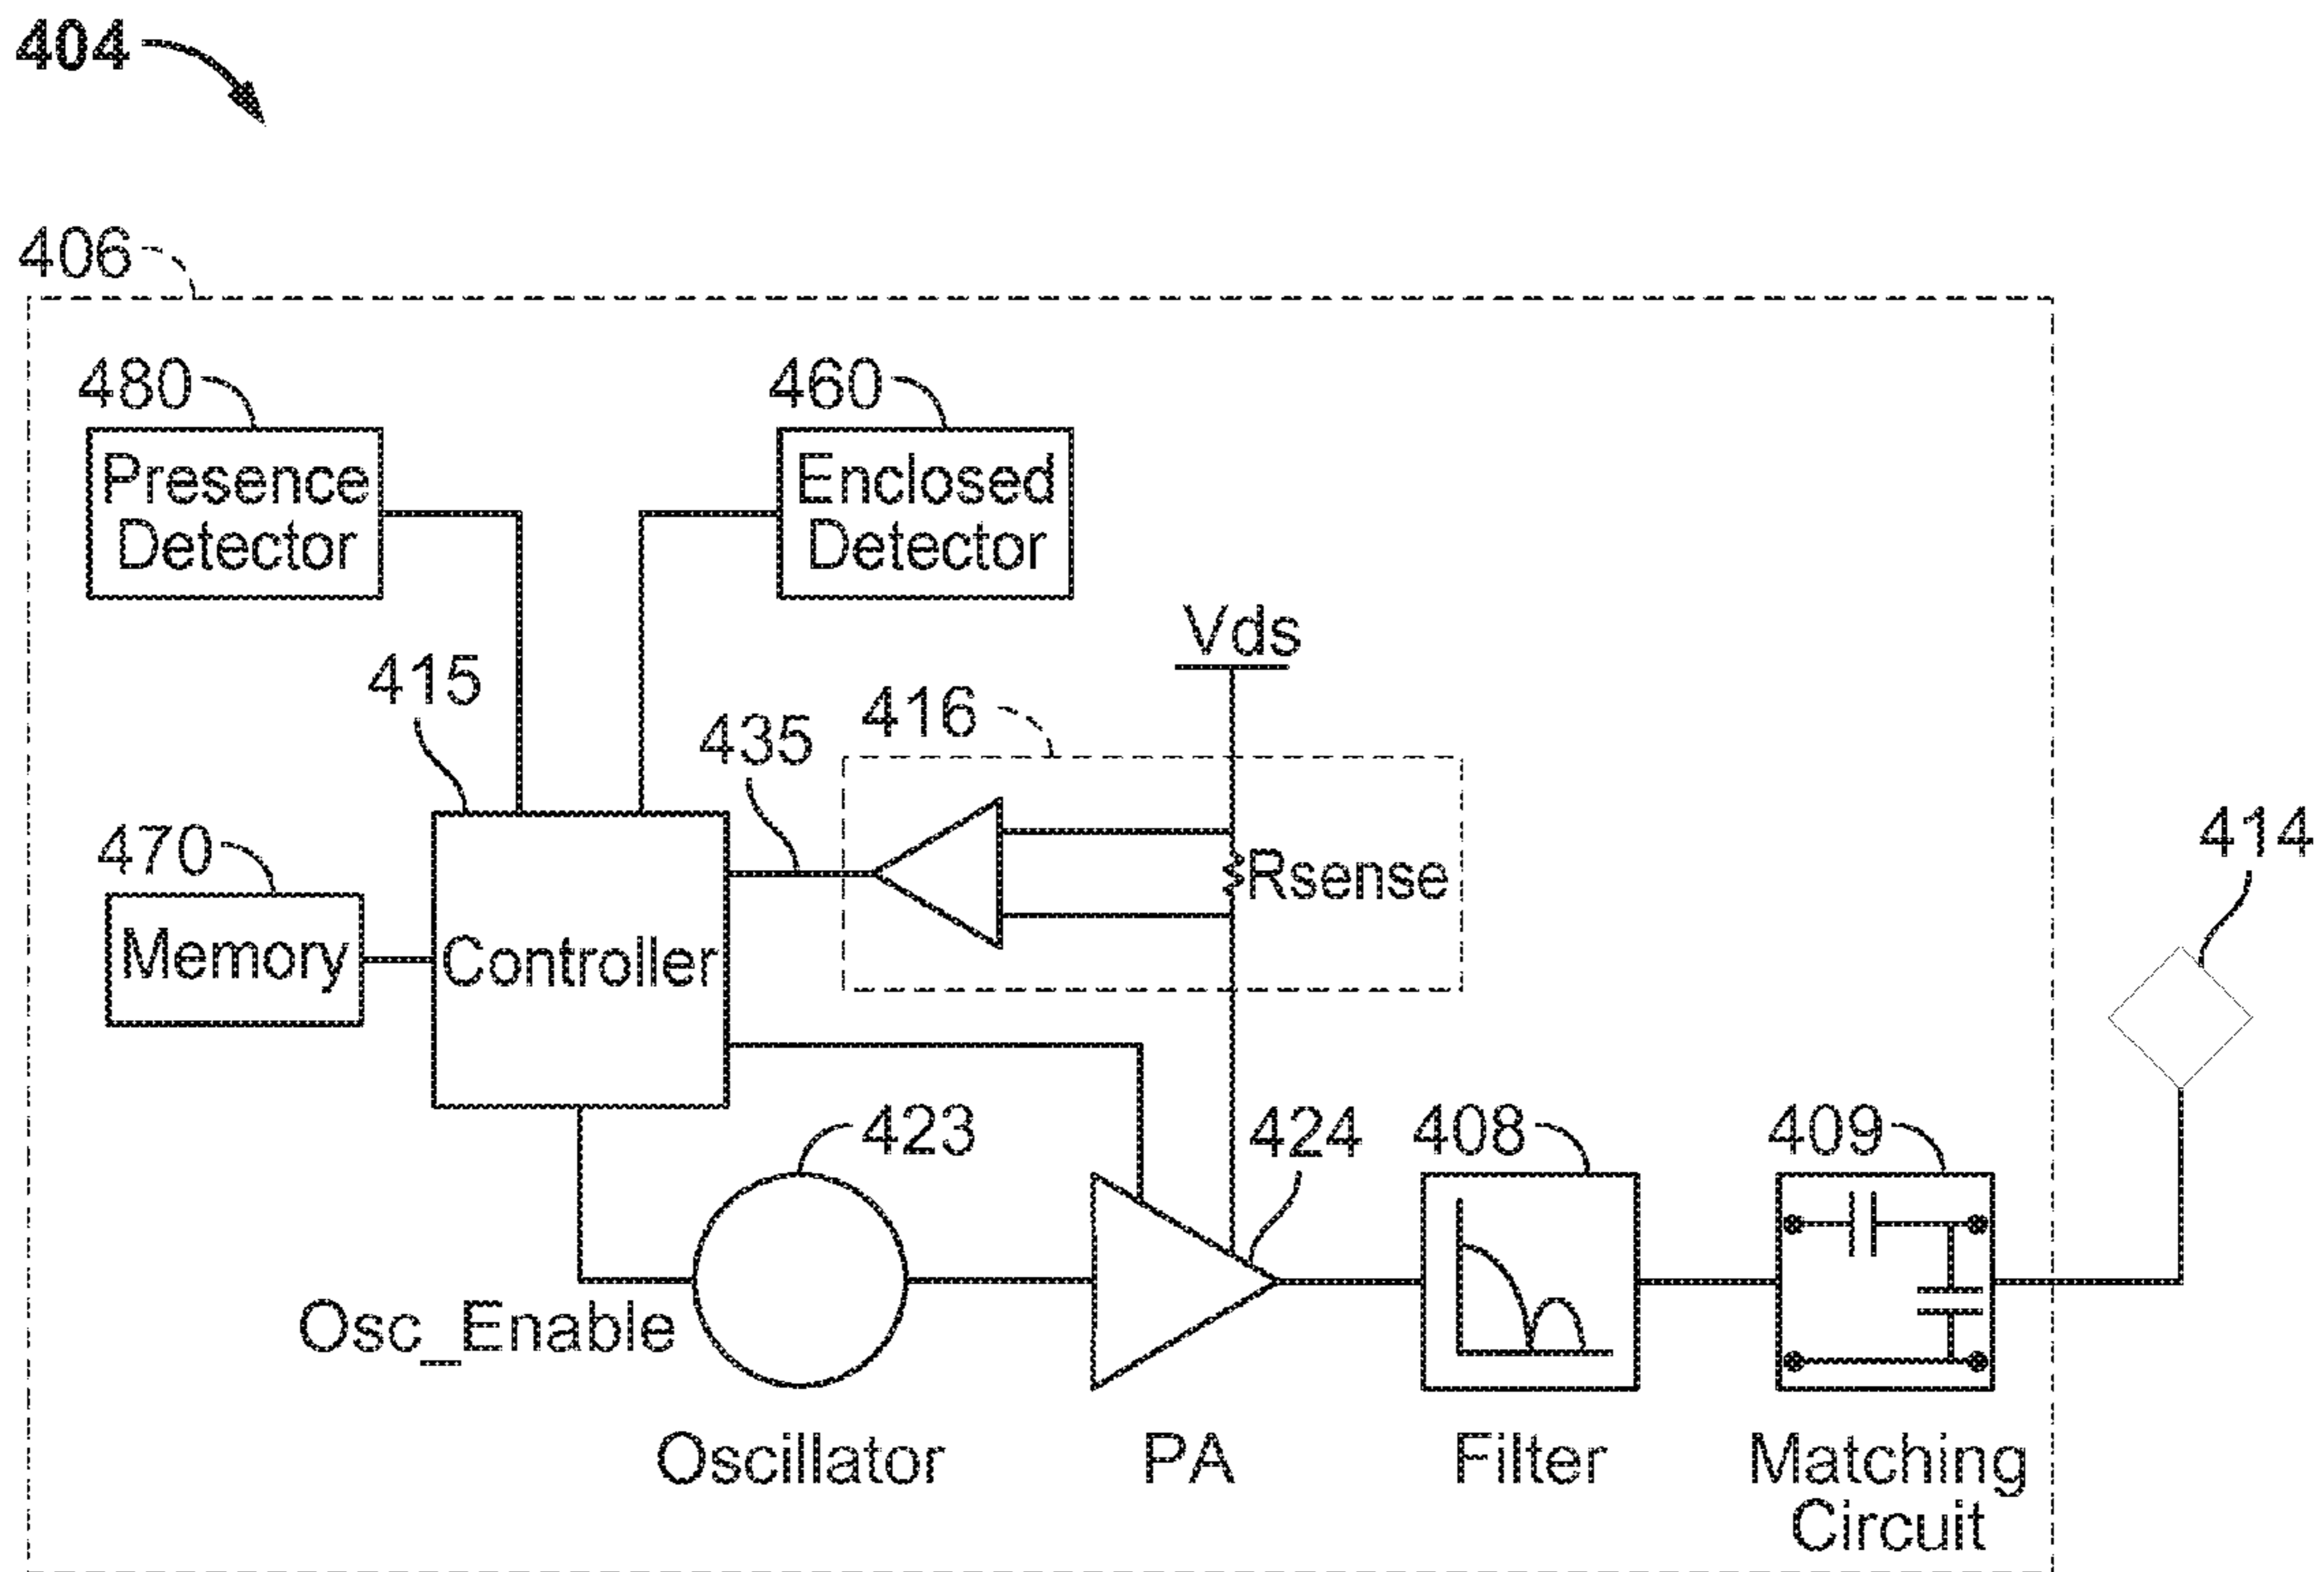 404
406
480
460
Presence
Detector
Enclosed
Detector
Vds
415
416
435
470
414
Rsense
Memory
Controller
423
424
408
409
Osc_Enable
Oscillator
PA
Filter
Matching
Circuit